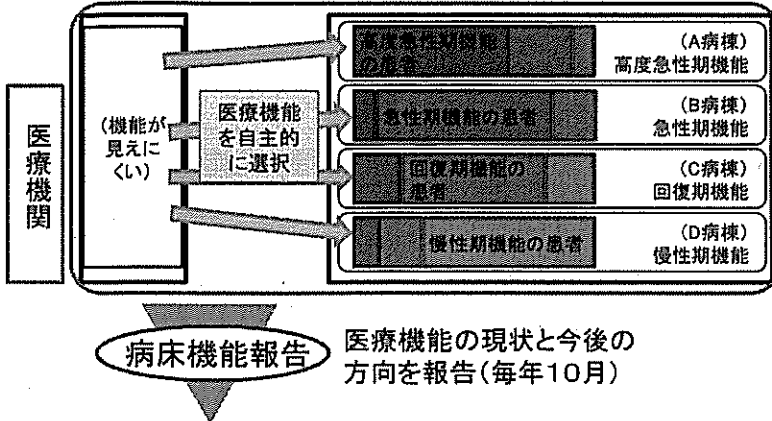 医療機関
(機能が
見えに
くい)
医療機能
を自主的
に選択
高度急性期機能
の患者
(A病棟)
高度急性期機能
急性期機能の患者
(B病棟)
急性期機能
回復期機能の
患者
(C病棟)
回復期機能
慢性期機能の患者
(D病棟)
慢性期機能
病床機能報告
医療機能の現状と今後の
方向を報告(毎年10月)